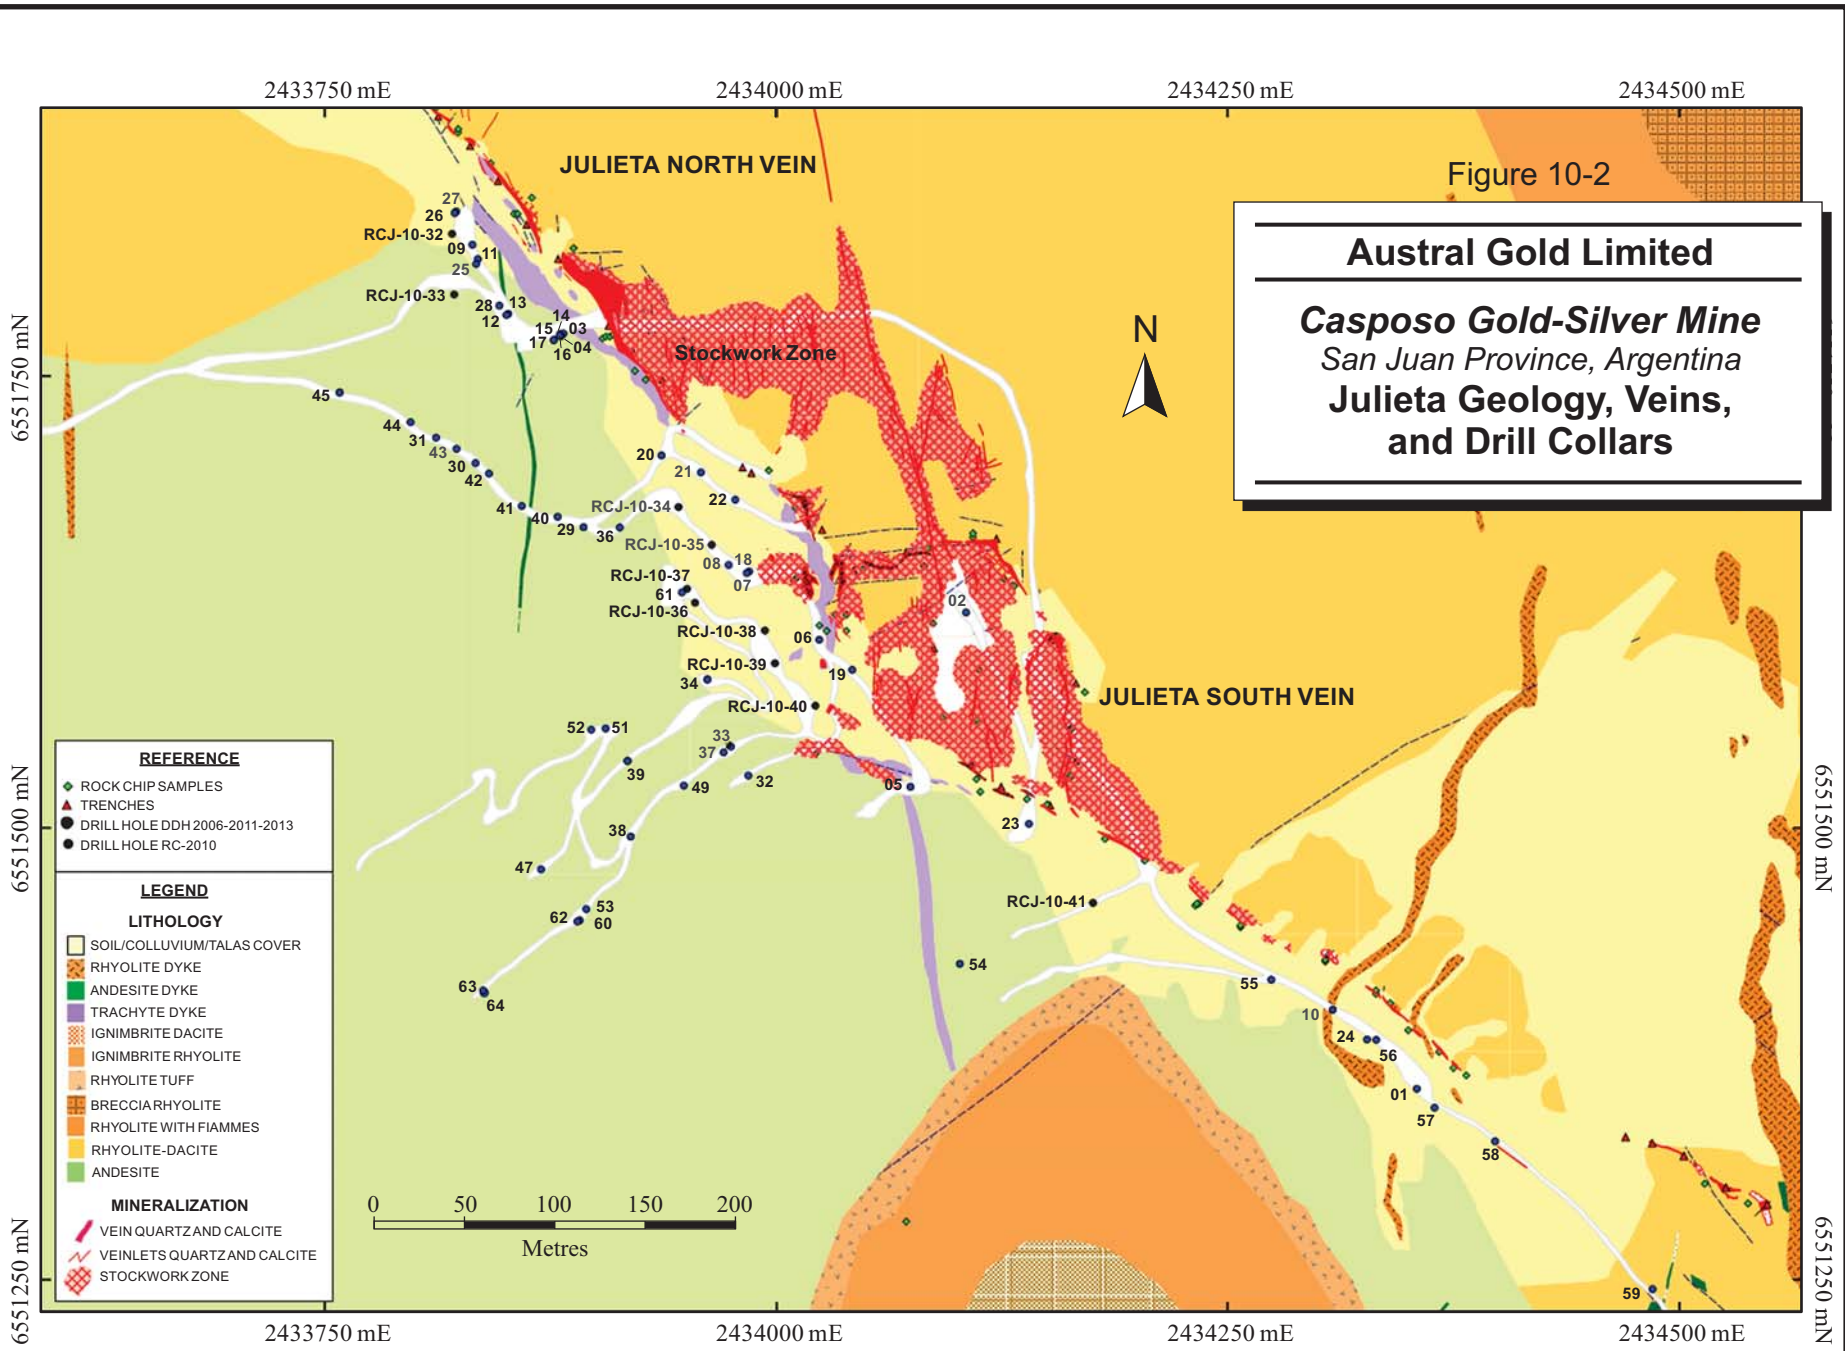 2433750 mE
2434000 mE
2434250 mE
2434500 mE
Figure 10-2
Austral Gold Limited
Casposo Gold-Silver Mine
San Juan Province, Argentina
Julieta Geology, Veins,
and Drill Collars
N
JULIETA NORTH VEIN
27
26
RCJ-10-32
09
11
25
RCJ-10-33
28
13
12
14
15
03
17
04
16
Stockwork Zone
6551750 mN
45
44
31
43
30
42
41
40
29
36
20
21
22
RCJ-10-34
RCJ-10-35
08
18
07
RCJ-10-37
61
RCJ-10-36
02
RCJ-10-38
06
RCJ-10-39
19
34
JULIETA SOUTH VEIN
RCJ-10-40
52
51
33
37
39
32
49
05
23
38
47
RCJ-10-41
53
62
60
54
63
64
55
10
24
56
01
57
58
59
6551500 mN
6551500 mN
REFERENCE
ROCK CHIP SAMPLES
TRENCHES
DRILL HOLE DDH 2006-2011-2013
DRILL HOLE RC-2010
LEGEND
LITHOLOGY
SOIL/COLLUVIUM/TALAS COVER
RHYOLITE DYKE
ANDESITE DYKE
TRACHYTE DYKE
IGNIMBRITE DACITE
IGNIMBRITE RHYOLITE
RHYOLITE TUFF
BRECCIA RHYOLITE
RHYOLITE WITH FIAMMES
RHYOLITE-DACITE
ANDESITE
MINERALIZATION
VEIN QUARTZ AND CALCITE
VEINLETS QUARTZ AND CALCITE
STOCKWORK ZONE
0 50 100 150 200
Metres
6551250 mN
6551250 mN
2433750 mE
2434000 mE
2434250 mE
2434500 mE